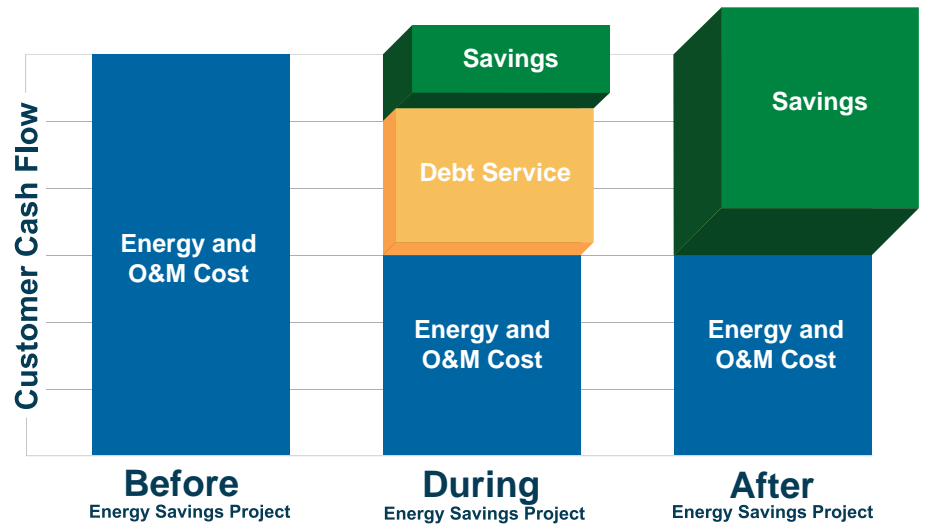 Customer Cash Flow
Energy and
O&M Cost
Savings
Debt Service
Energy and
O&M Cost
Savings
Energy and
O&M Cost
Before
Energy Savings Project
During
Energy Savings Project
After
Energy Savings Project